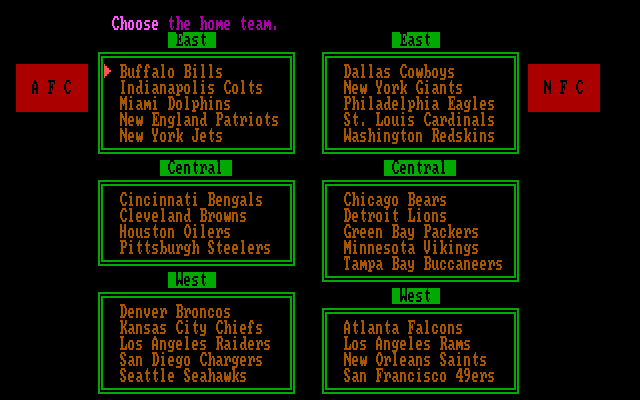 Choose the home team.
A F C
East
Buffalo Bills
Indianapolis Colts
Miami Dolphins
New England Patriots
New York Jets
Central
Cincinnati Bengals
Cleveland Browns
Houston Oilers
Pittsburgh Steelers
West
Denver Broncos
Kansas City Chiefs
Los Angeles Raiders
San Diego Chargers
Seattle Seahawks
N F C
East
Dallas Cowboys
New York Giants
Philadelphia Eagles
St. Louis Cardinals
Washington Redskins
Central
Chicago Bears
Detroit Lions
Green Bay Packers
Minnesota Vikings
Tampa Bay Buccaneers
West
Atlanta Falcons
Los Angeles Rams
New Orleans Saints
San Francisco 49ers